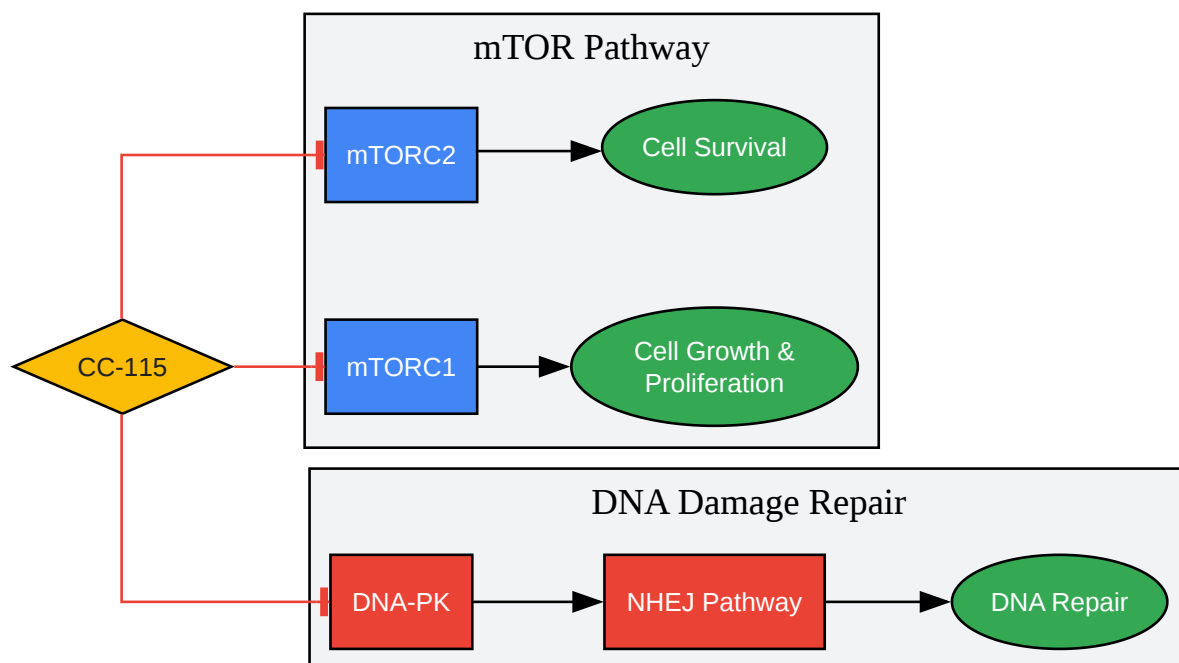 mTOR Pathway
mTORC2
Cell Survival
CC-115
mTORC1
Cell Growth &
Proliferation
DNA Damage Repair
DNA-PK
NHEJ Pathway
DNA Repair